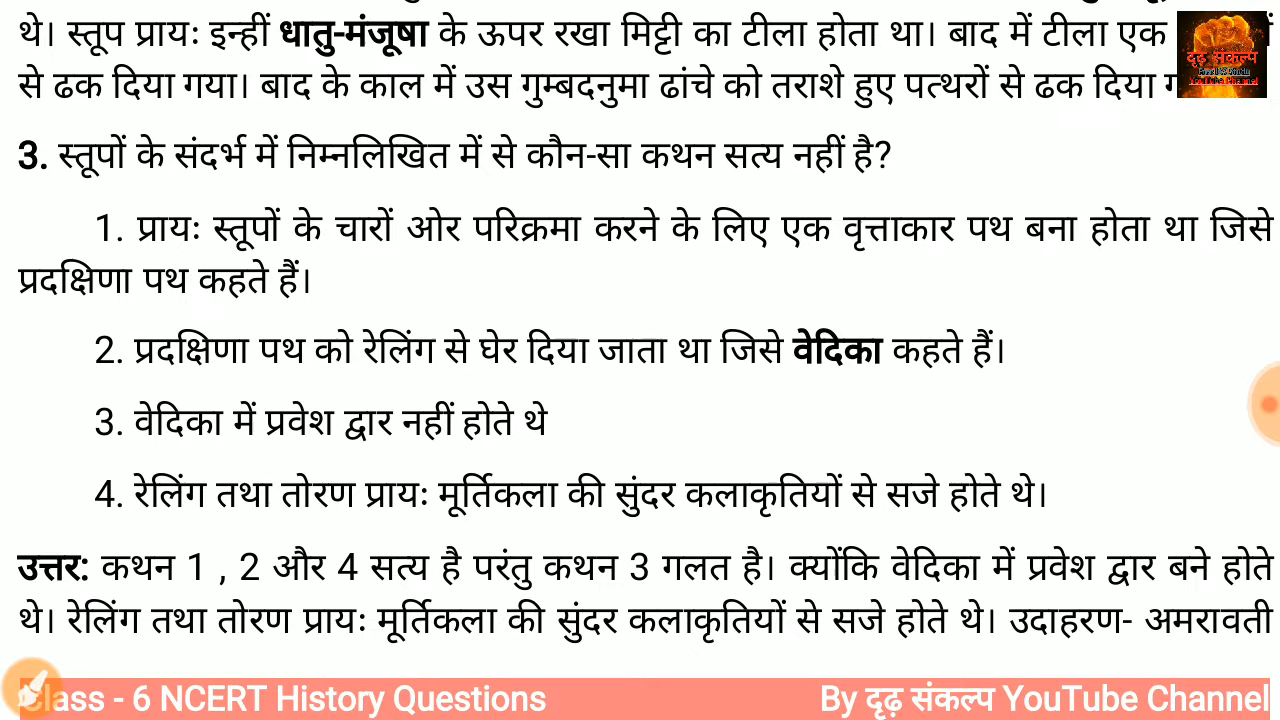 थे। स्तूप प्रायः इन्हीं धातु-मंजूषा के ऊपर रखा मिट्टी का टीला होता था। बाद में टीला एक
से ढक दिया गया। बाद के काल में उस गुम्बदनुमा ढांचे को तराशे हुए पत्थरों से ढक दिया
दृढ़ संकल्प
3. स्तूपों के संदर्भ में निम्नलिखित में से कौन-सा कथन सत्य नहीं है?
1. प्रायः स्तूपों के चारों ओर परिक्रमा करने के लिए एक वृत्ताकार पथ बना होता था जिसे
प्रदक्षिणा पथ कहते हैं।
2. प्रदक्षिणा पथ को रेलिंग से घेर दिया जाता था जिसे वेदिका कहते हैं।
3. वेदिका में प्रवेश द्वार नहीं होते थे
4. रेलिंग तथा तोरण प्रायः मूर्तिकला की सुंदर कलाकृतियों से सजे होते थे।
उत्तर: कथन 1 , 2 और 4 सत्य है परंतु कथन 3 गलत है। क्योंकि वेदिका में प्रवेश द्वार बने होते
थे। रेलिंग तथा तोरण प्रायः मूर्तिकला की सुंदर कलाकृतियों से सजे होते थे। उदाहरण- अमरावती
Class - 6 NCERT History Questions By दृढ़ संकल्प YouTube Channel